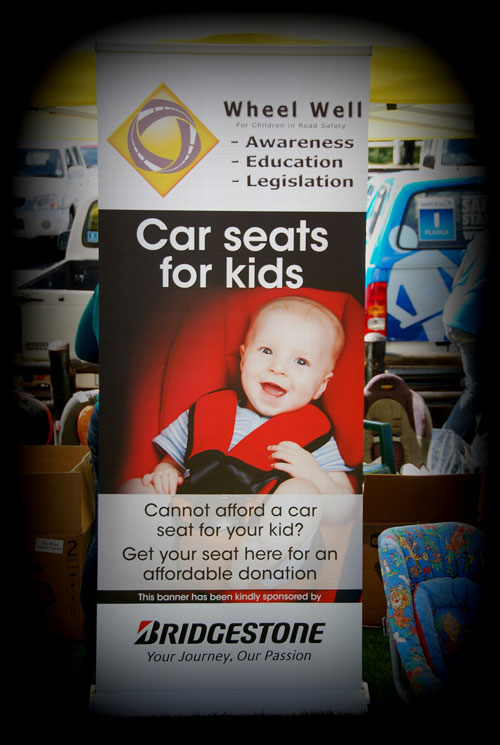 Wheel Well
For Children in Road Safety
- Awareness
- Education
- Legislation
Car seats
for kids
Cannot afford a car
seat for your kid?
Get your seat here for an
affordable donation
This banner has been kindly sponsored by
BRIDGESTONE
Your Journey, Our Passion
IMPERIAL
I
PLEDGE